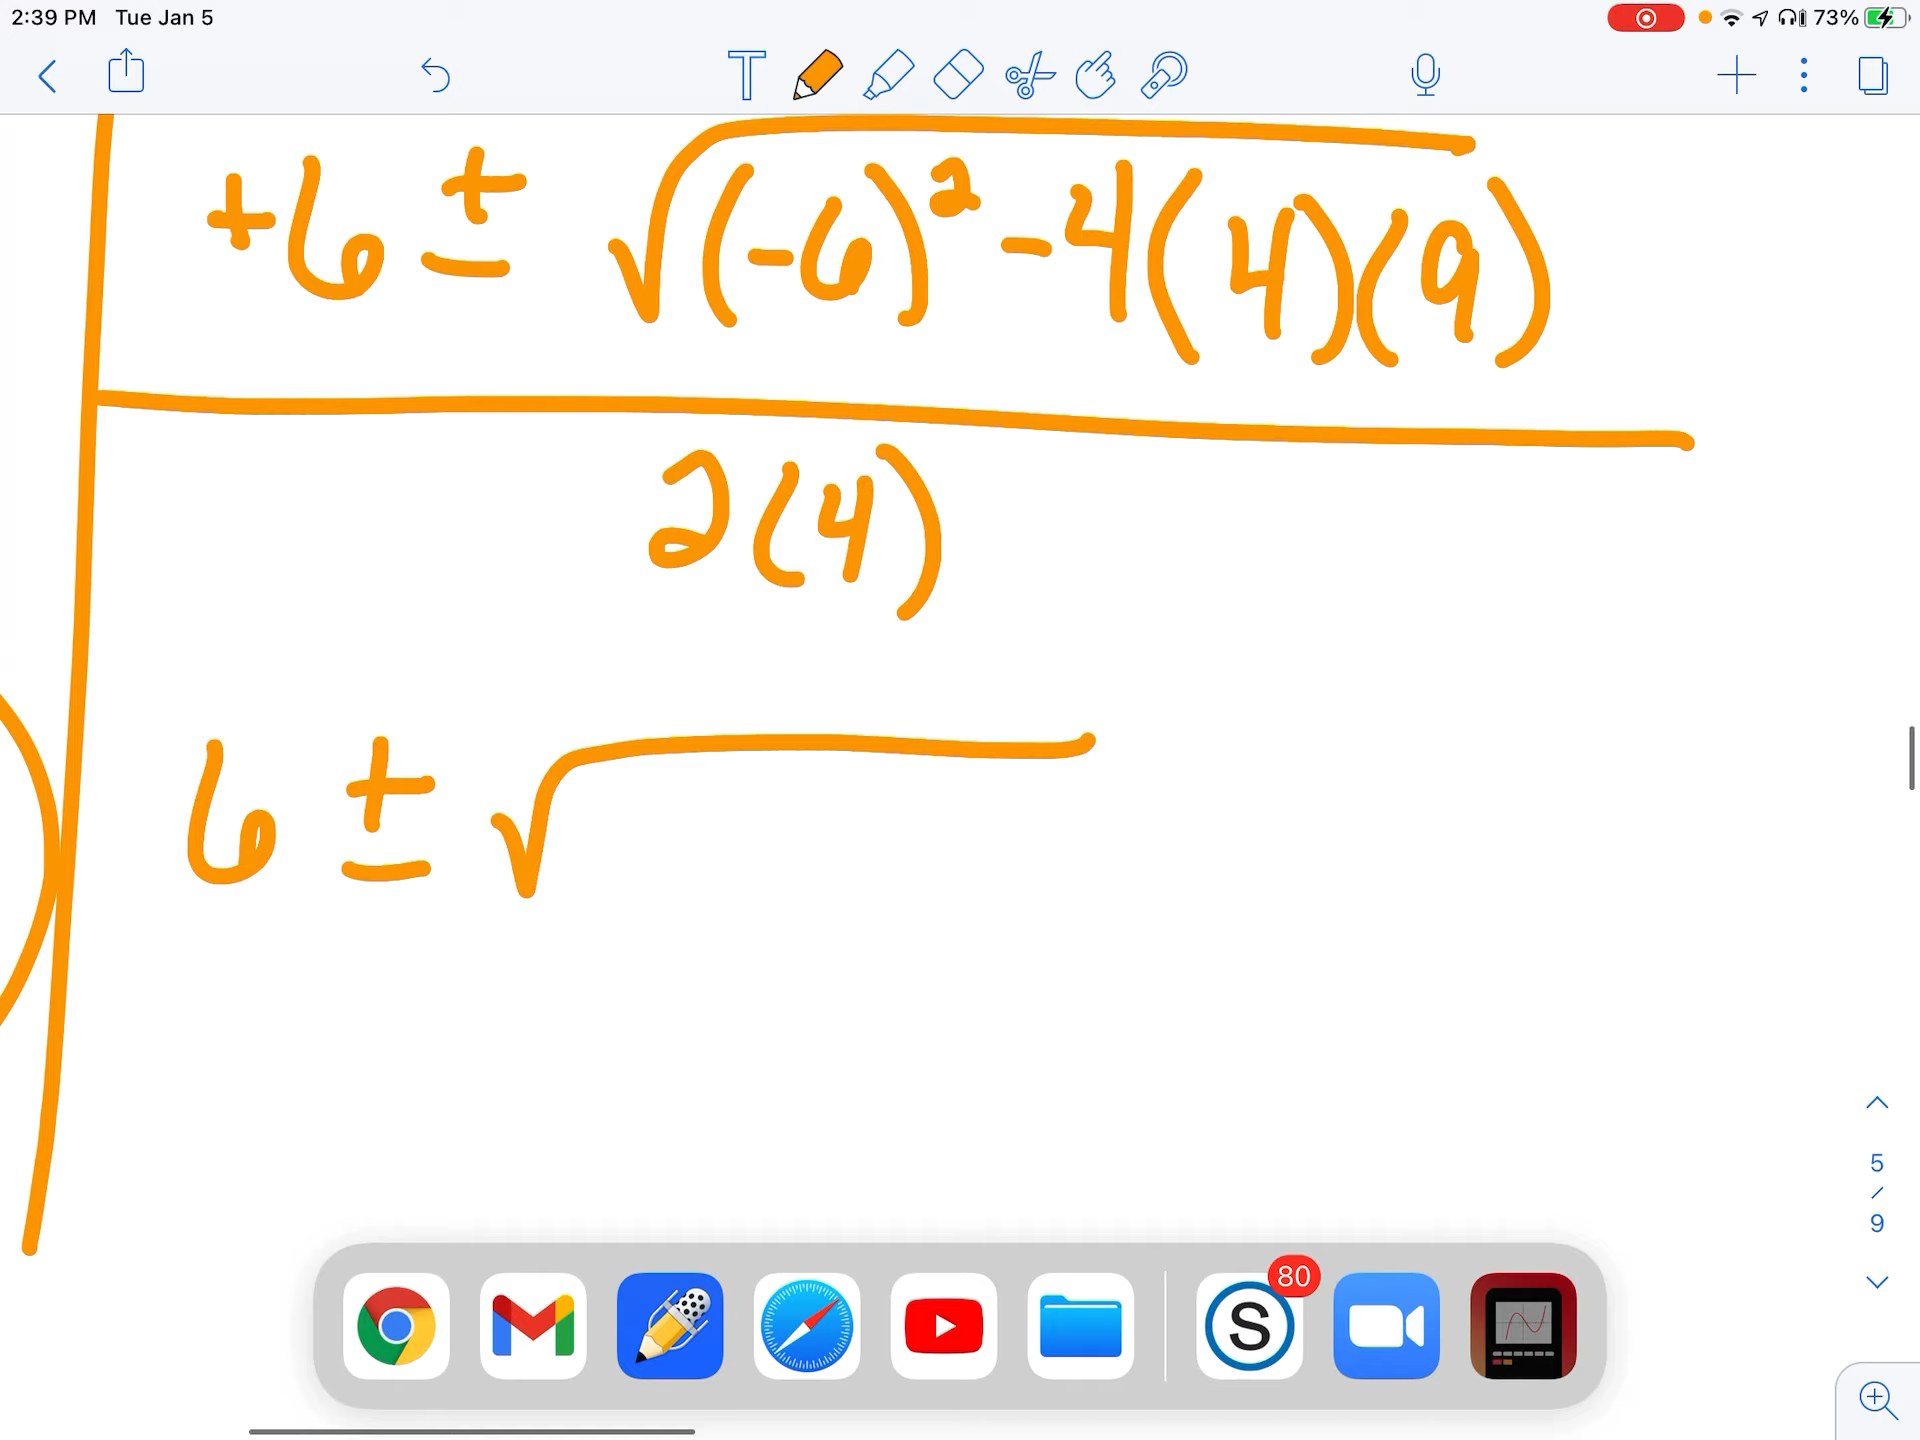 2:39 PM Tue Jan 5 73%
T
+6 ± √(-6)² -4(4)(9)
2(4)
6 ± √
5
/
9
80
S